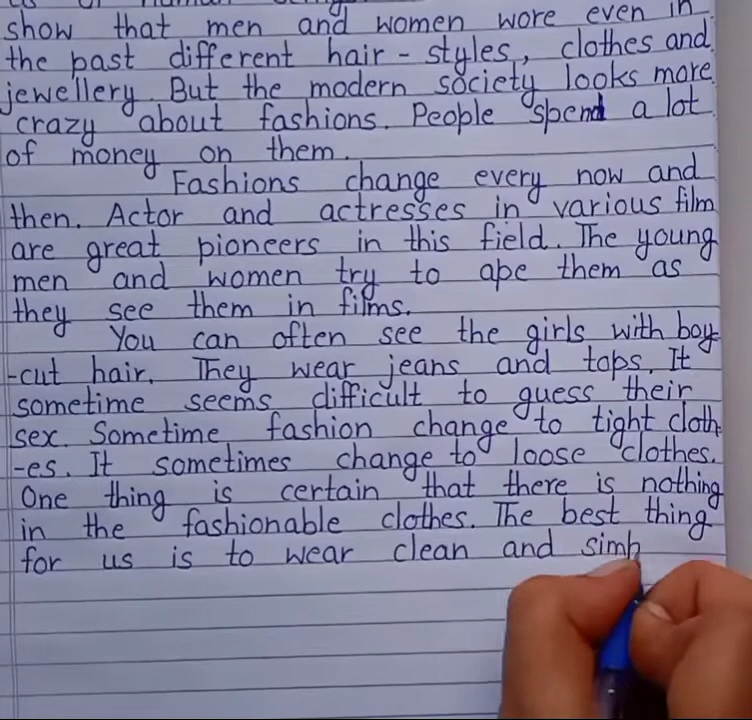 show that men and women wore even in
the past different hair - styles, clothes and
jewellery. But the modern society looks more
crazy about fashions. People spend a lot
of money on them.
Fashions change every now and
then. Actor and actresses in various film
are great pioneers in this field. The young
men and women try to ape them as
they see them in films.
You can often see the girls with boy
-cut hair. They wear jeans and tops. It
sometime seems difficult to guess their
sex. Sometime fashion change to tight cloth
-es. It sometimes change to loose clothes.
One thing is certain that there is nothing
in the fashionable clothes. The best thing
for us is to wear clean and simp